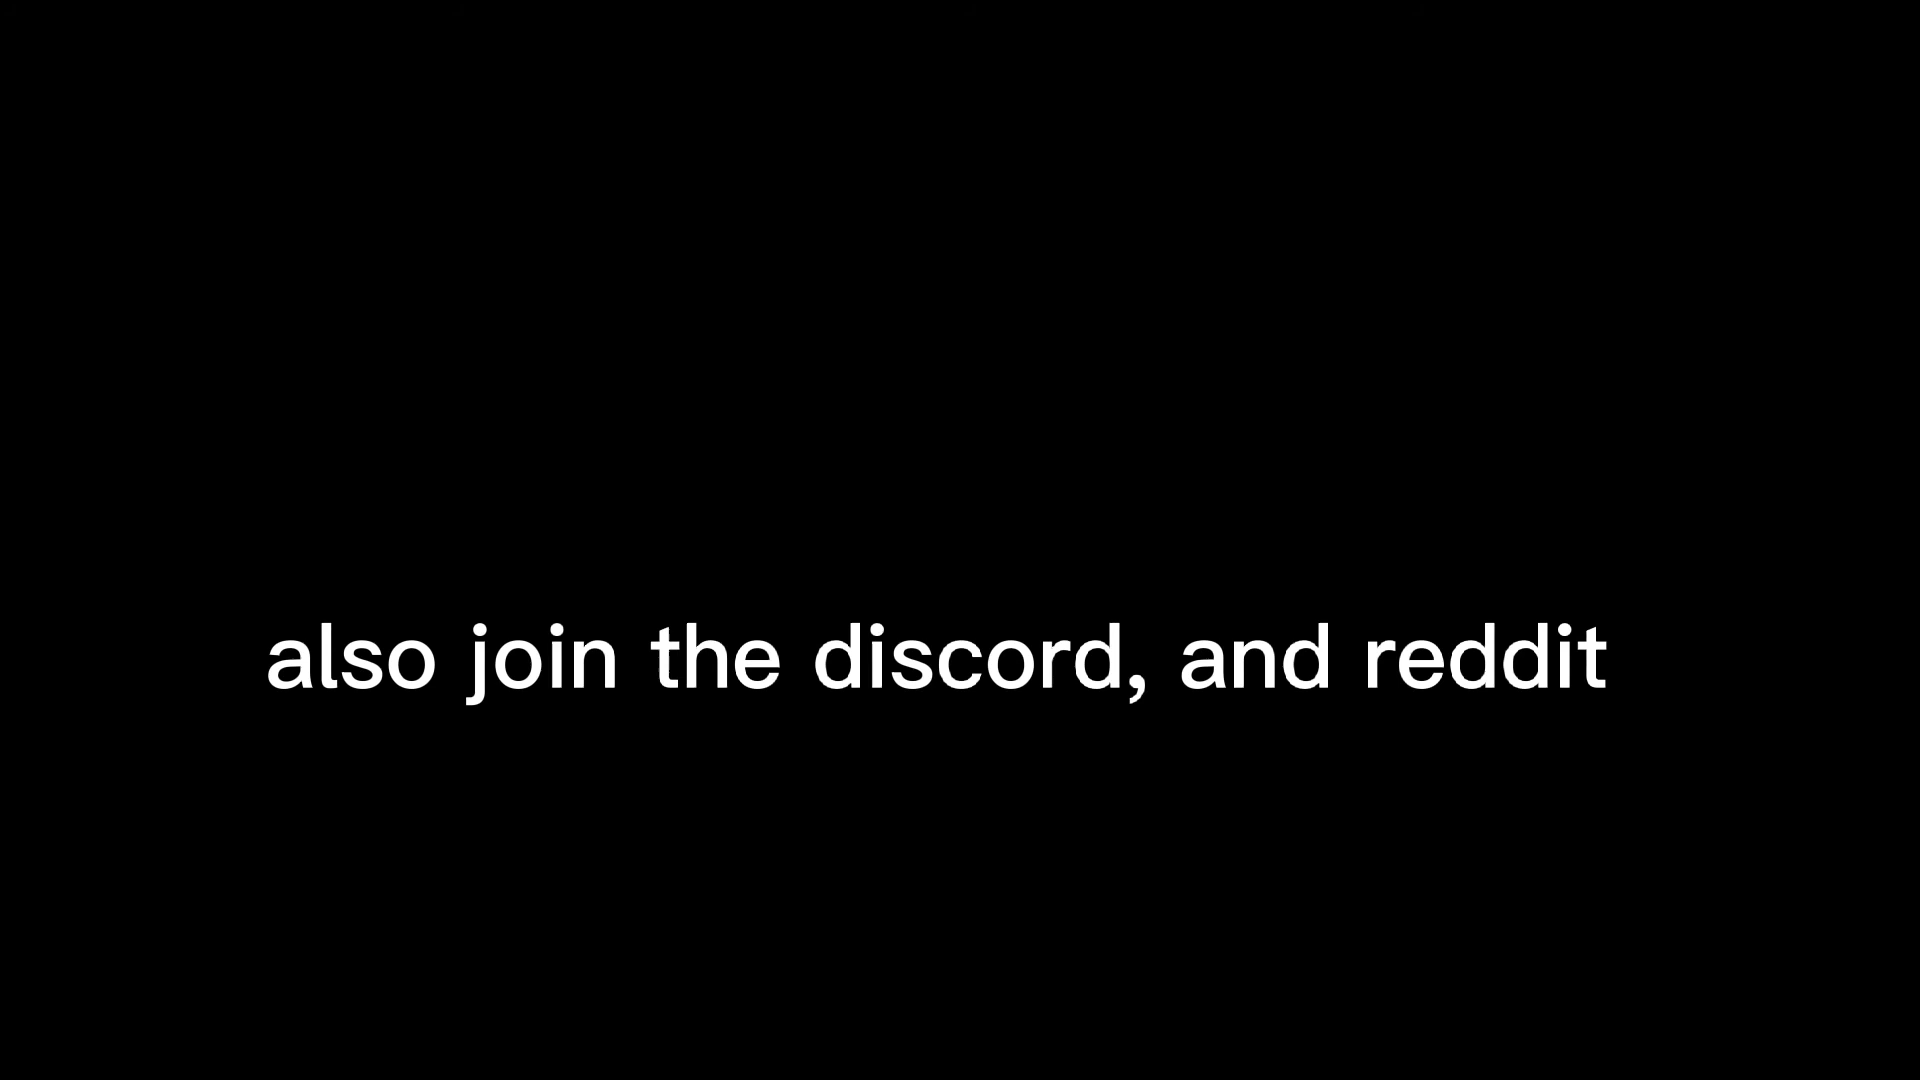 also join the discord, and reddit